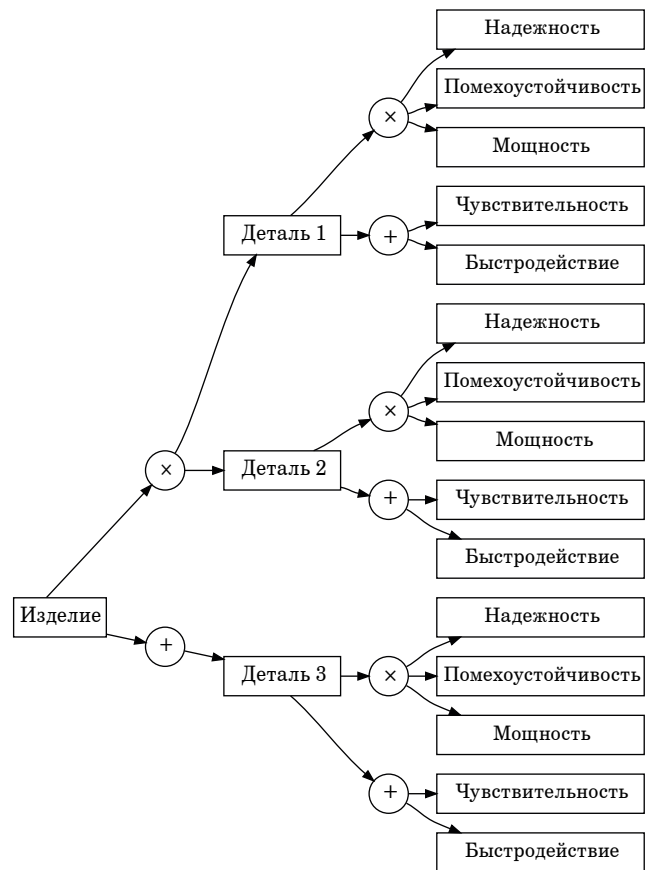 Надежность
Помехоустойчивость
×
Мощность
Чувствительность
Деталь 1
+
Быстродействие
Надежность
Помехоустойчивость
×
Мощность
×
Деталь 2
Чувствительность
+
Быстродействие
Изделие
Надежность
+
Деталь 3
×
Помехоустойчивость
Мощность
+
Чувствительность
Быстродействие